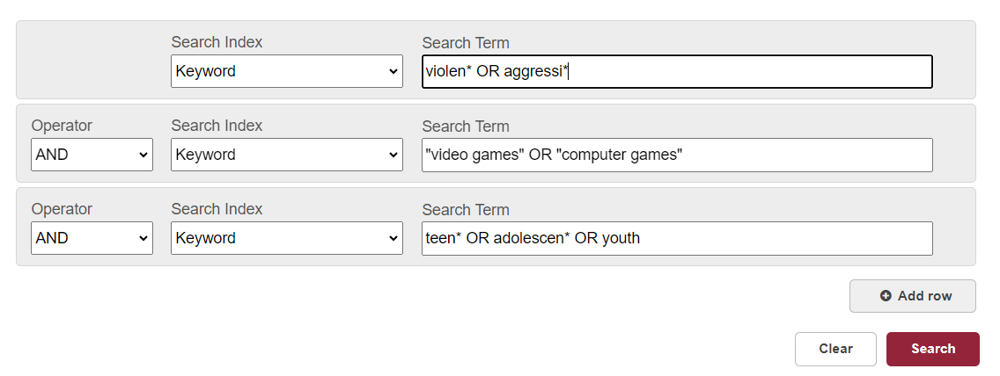 Search Index Search Term
Keyword violen* OR aggressi*
Operator Search Index Search Term
AND Keyword "video games" OR "computer games"
Operator Search Index Search Term
AND Keyword teen* OR adolescen* OR youth
Add row
Clear Search